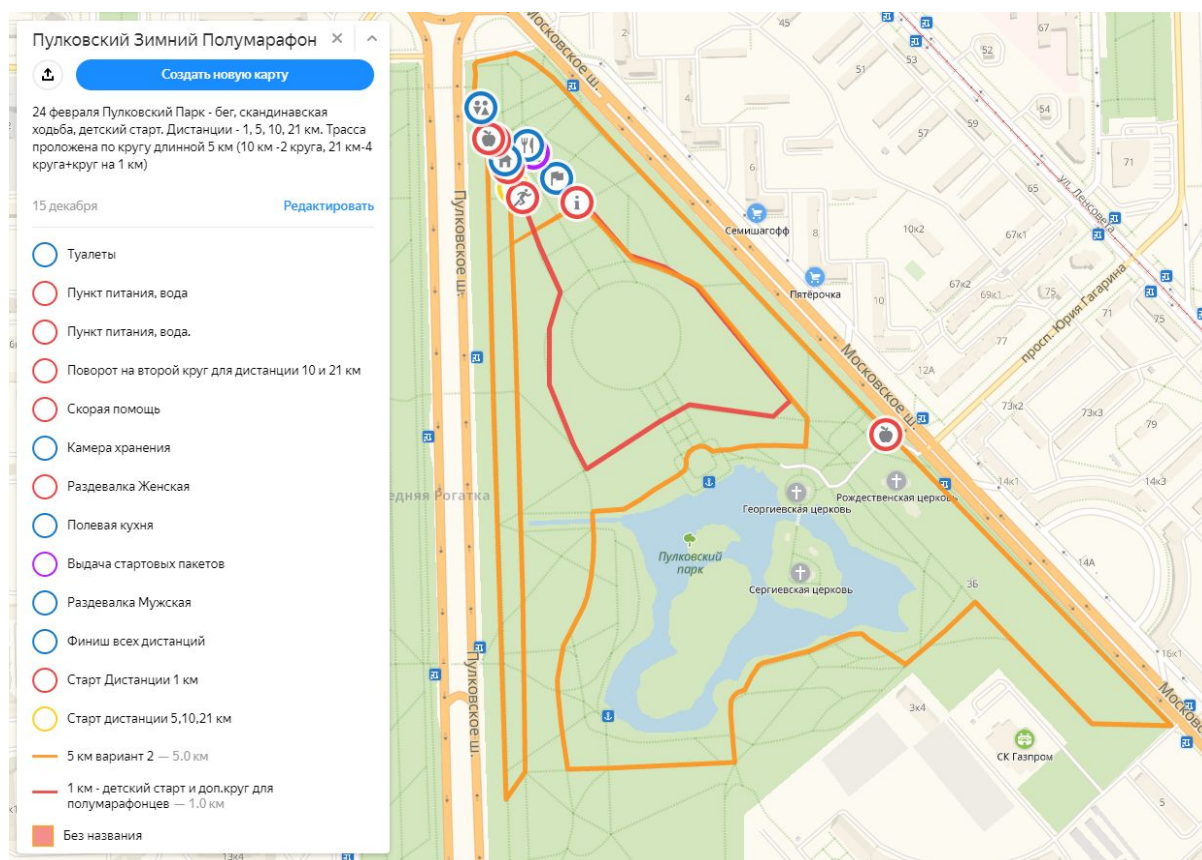 Пулковский Зимний Полумарафон
Создать новую карту
24 февраля Пулковский Парк - бег, скандинавская
ходьба, детский старт. Дистанции - 1, 5, 10, 21 км. Трасса
проложена по кругу длинной 5 км (10 км -2 круга, 21 км-4
круга+круг на 1 км)
15 декабря
Редактировать
Туалеты
Пункт питания, вода
Пункт питания, вода.
Поворот на второй круг для дистанции 10 и 21 км
Скорая помощь
Камера хранения
Раздевалка Женская
Полевая кухня
Выдача стартовых пакетов
Раздевалка Мужская
Финиш всех дистанций
Старт Дистанции 1 км
Старт дистанции 5,10,21 км
5 км вариант 2 — 5.0 км
1 км - детский старт и доп.круг для
полумарафонцев — 1.0 км
Без названия
Московское ш.
45
2
52
53
51
4
54
57
59
71
6
65
ул. Ленсовета
Семишагофф
8
10к2
67к1
Пулковское ш.
Пятёрочка
10
67к2
69к1
75
просп. Юрия Гагарина
71
75
77
Московское ш.
12А
73к2
73к3
79
14к1
14к3
Рождественская церковь
Георгиевская церковь
едняя Рогатка
Пулковский
парк
14А
Сергиевская церковь
3Б
16к1
Пулковское ш.
Московско
3к4
СК Газпром
5
13к4